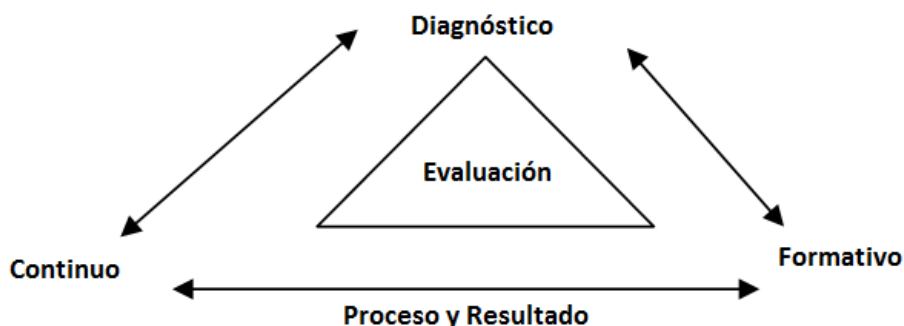 Diagnóstico
Evaluación
Continuo
Formativo
Proceso y Resultado